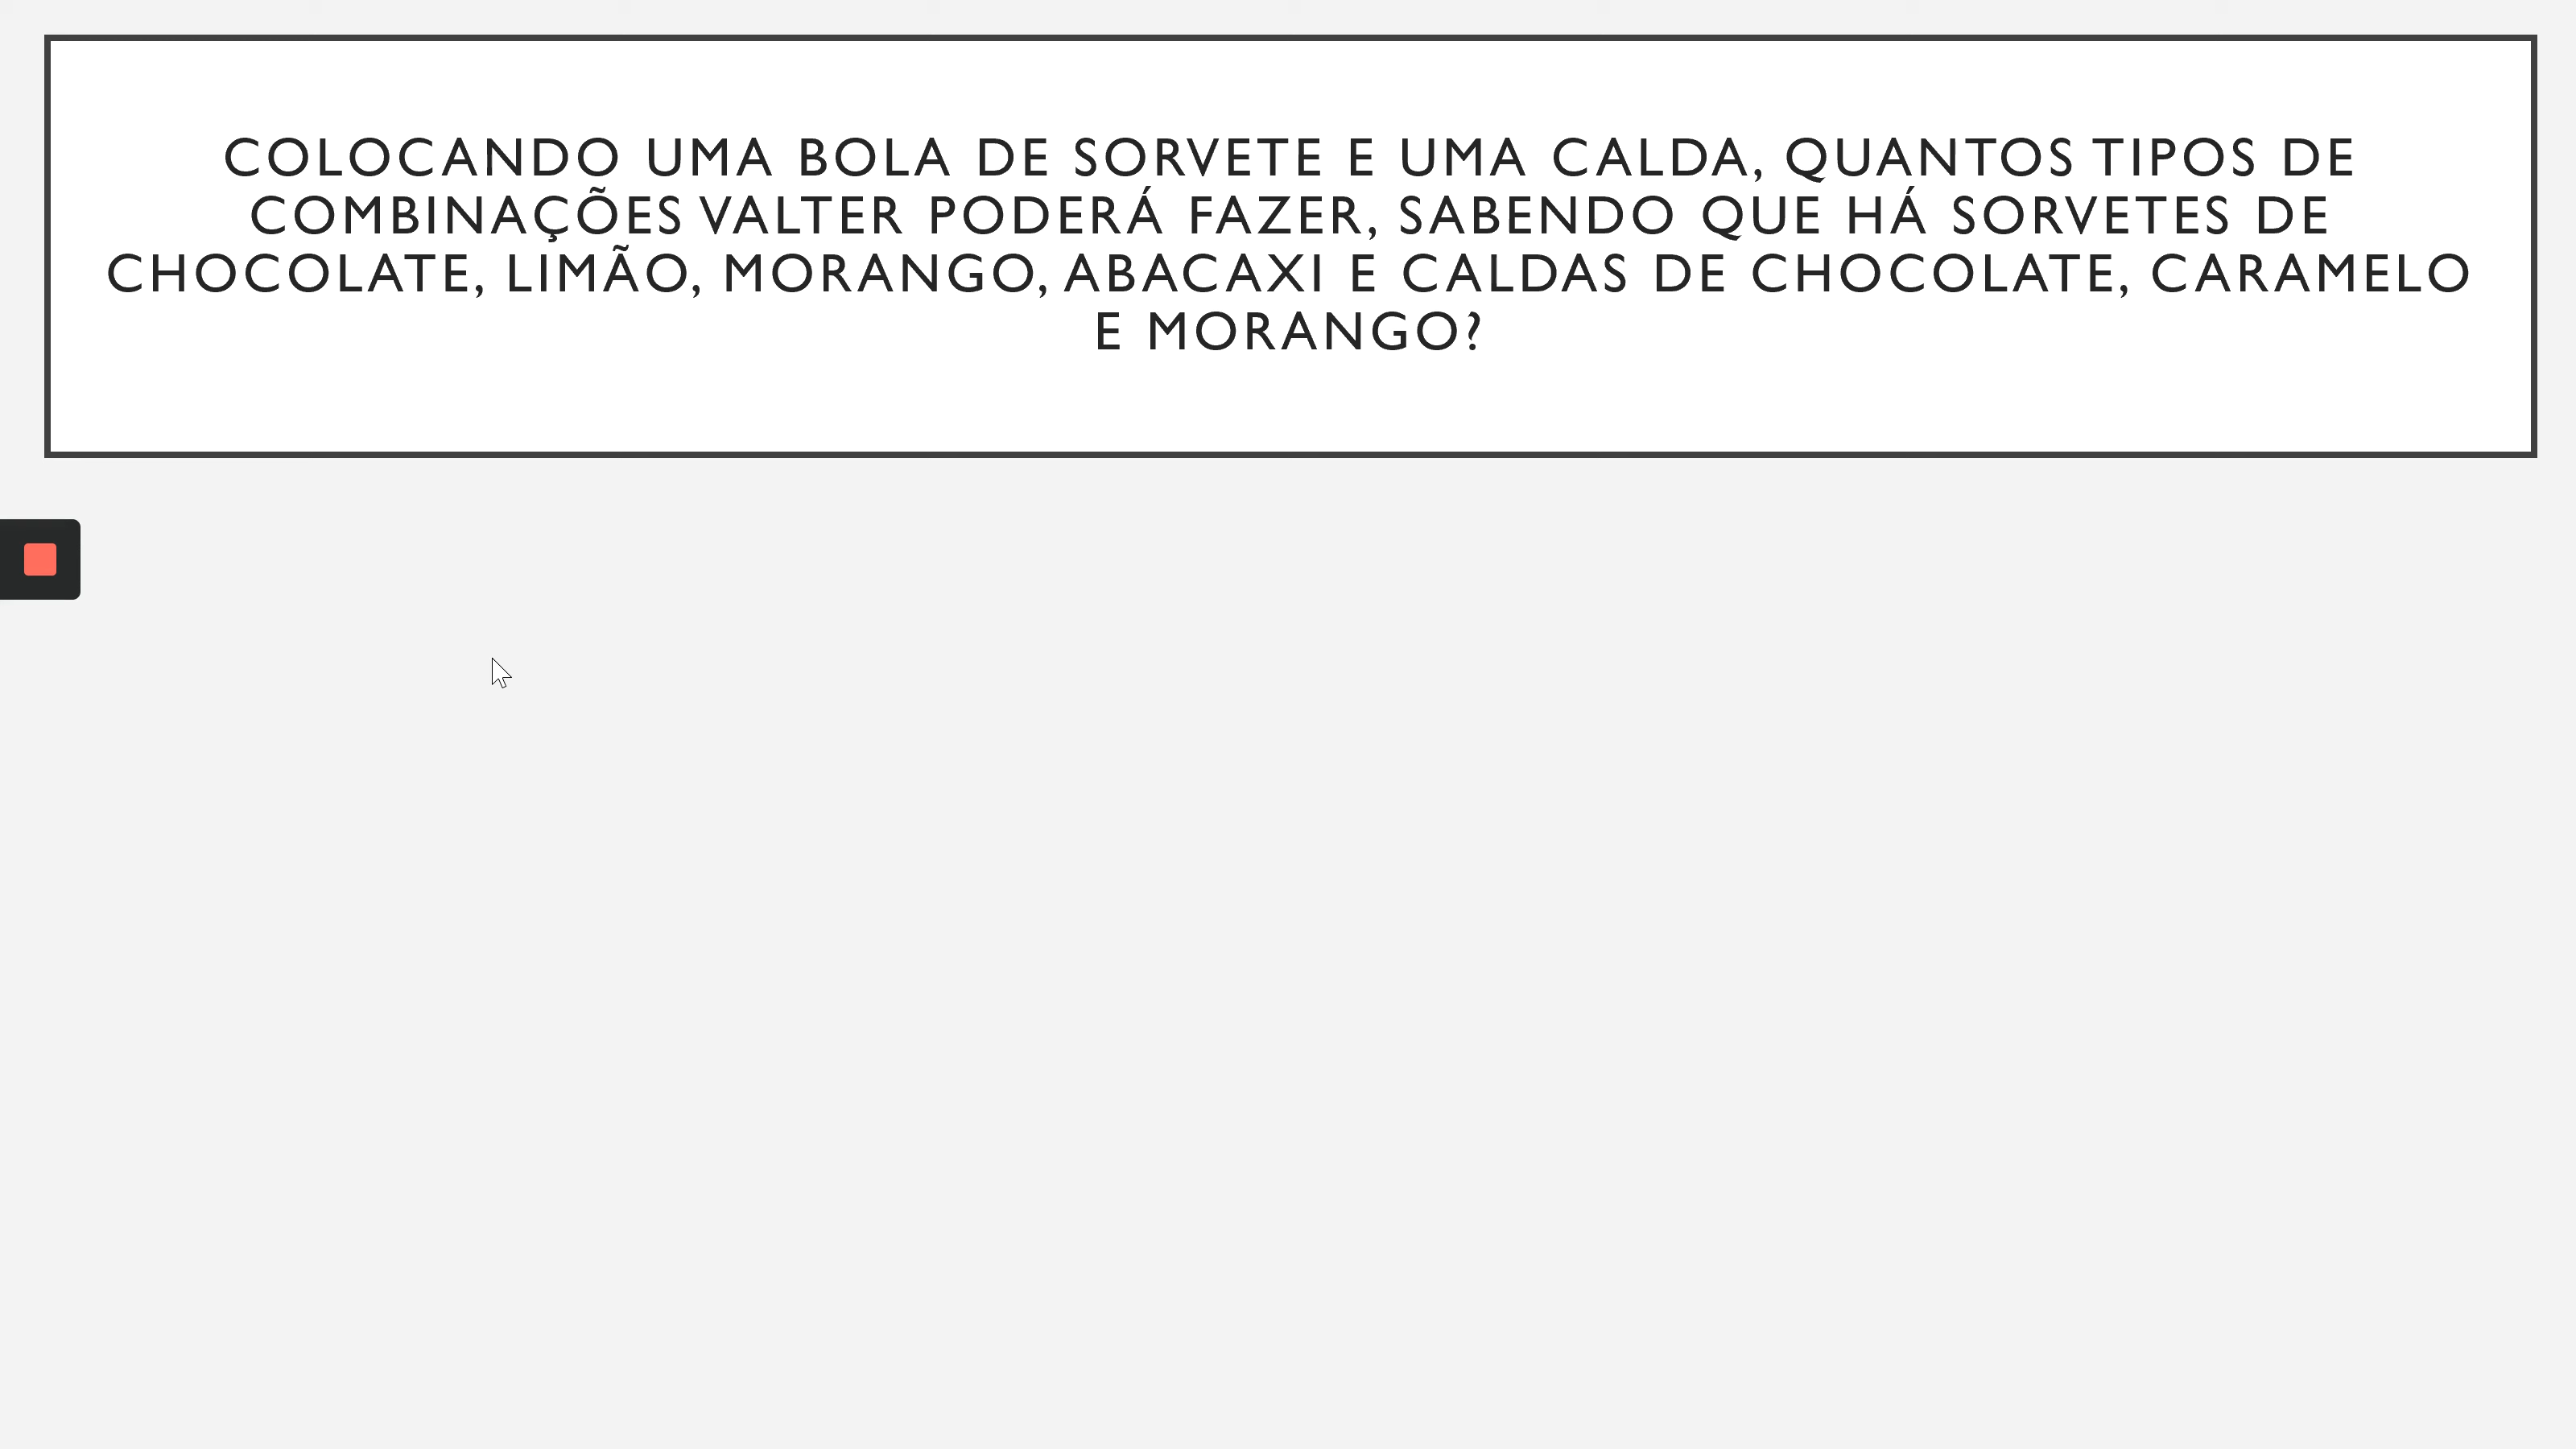 COLOCANDO UMA BOLA DE SORVETE E UMA CALDA, QUANTOS TIPOS DE
COMBINAÇÕES VALTER PODERÁ FAZER, SABENDO QUE HÁ SORVETES DE
CHOCOLATE, LIMÃO, MORANGO, ABACAXI E CALDAS DE CHOCOLATE, CARAMELO
E MORANGO?